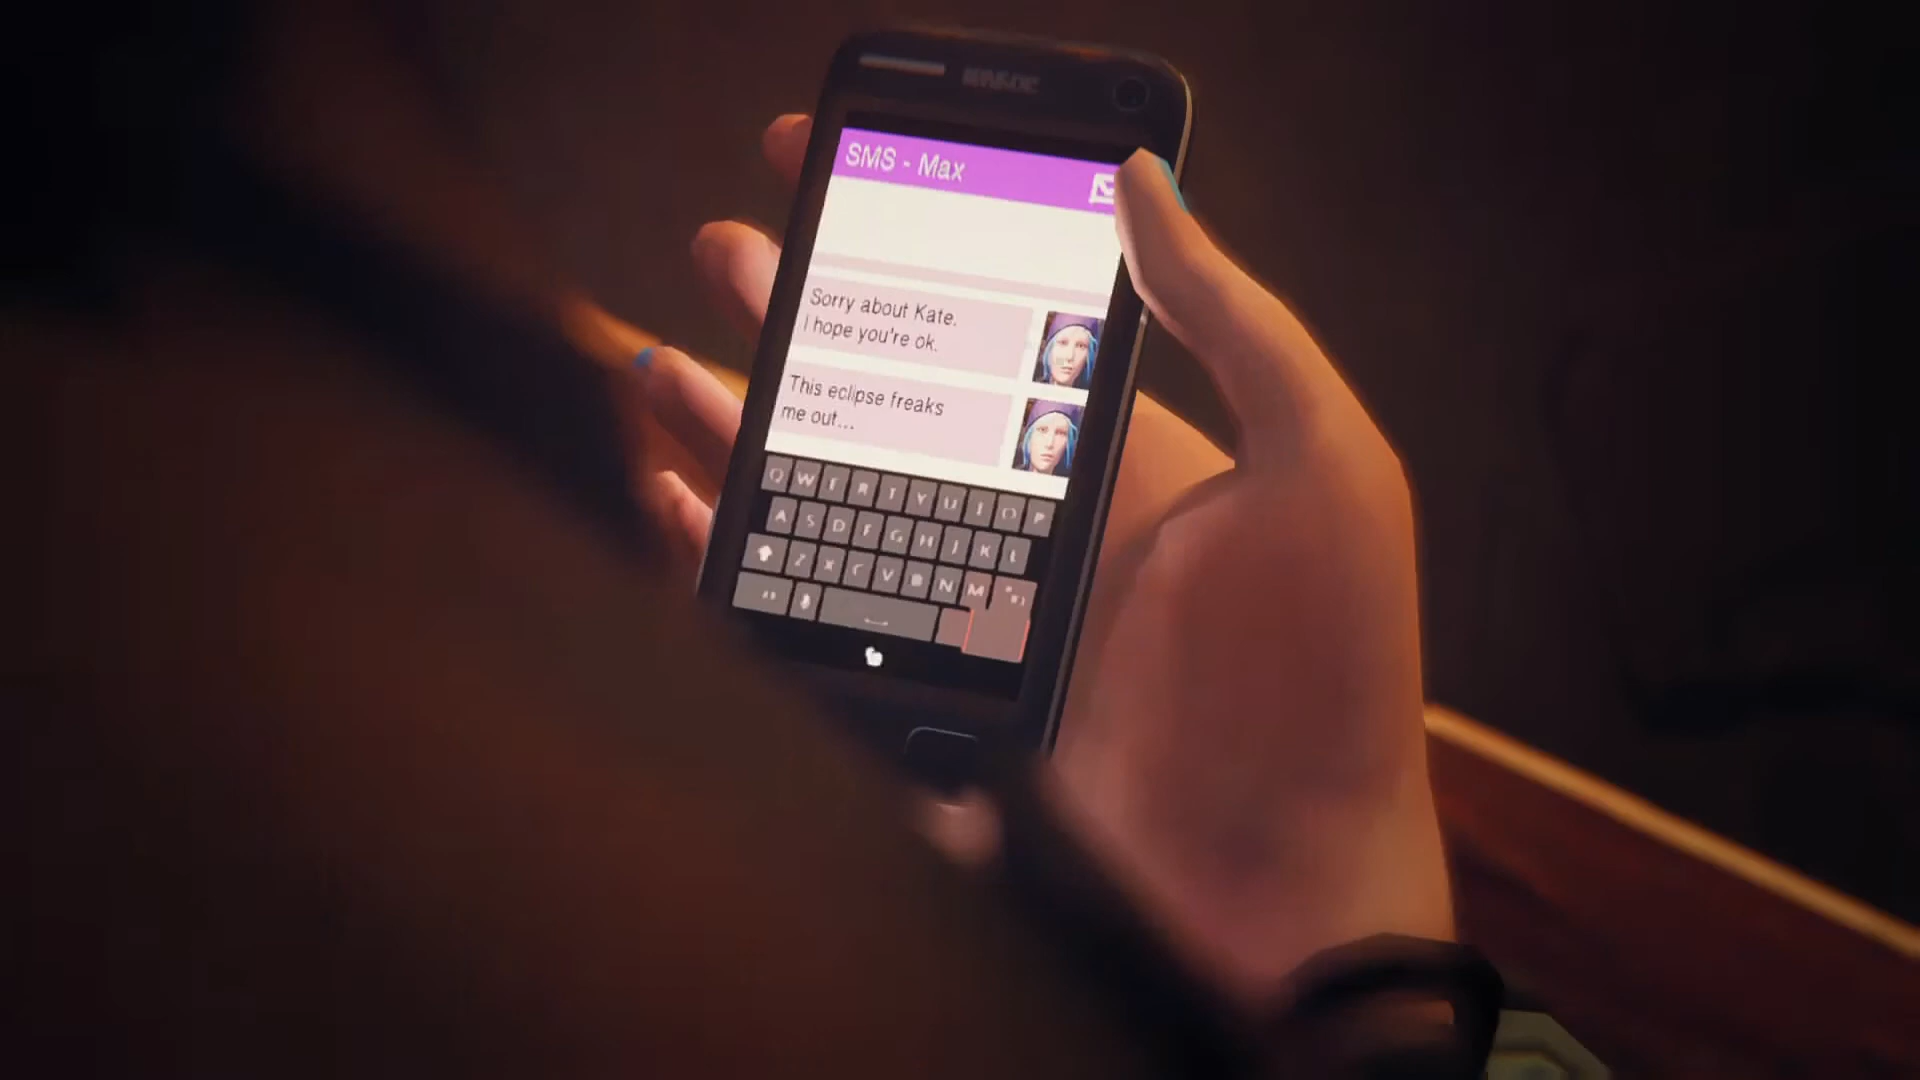 SMS - Max
Sorry about Kate.
I hope you're ok.
This eclipse freaks
me out...
Q W E R T Y U I O P
A S D F G H J K L
Z X C V B N M